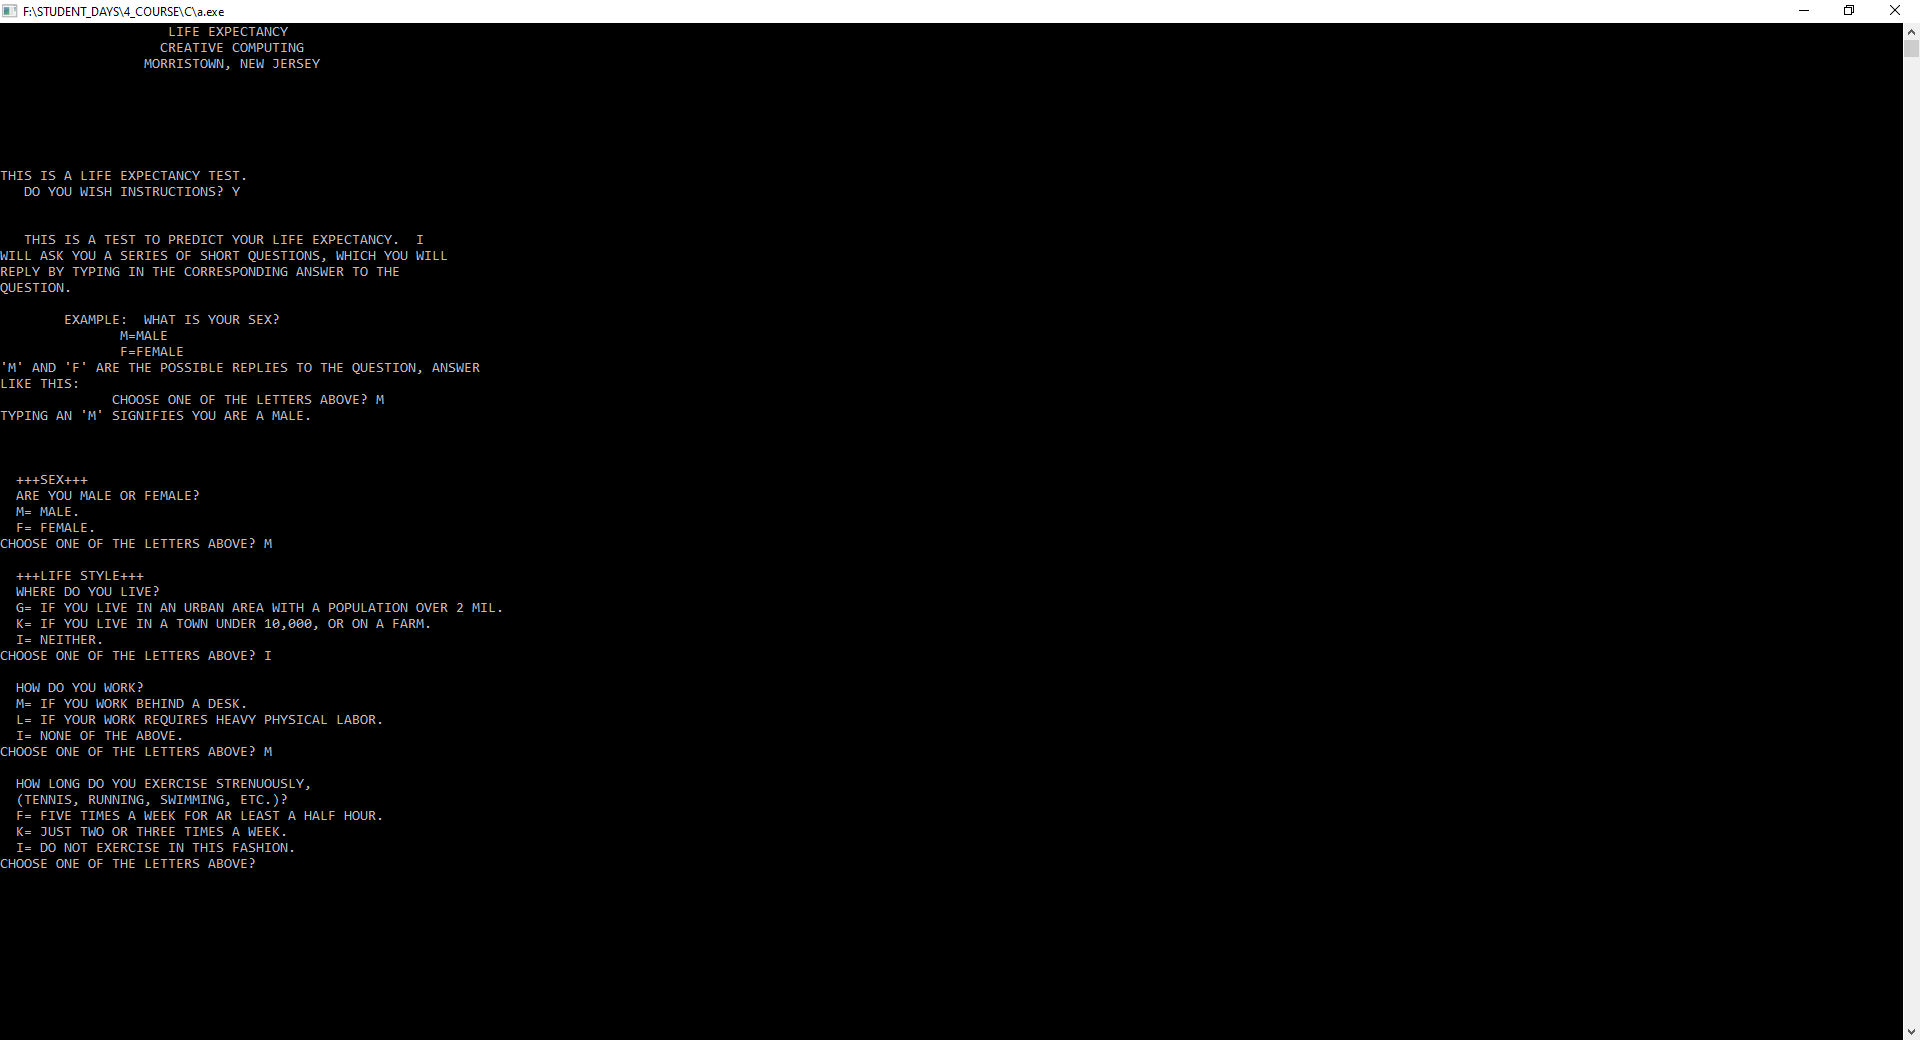 F:\STUDENT_DAYS\4_COURSE\C\a.exe
LIFE EXPECTANCY
CREATIVE COMPUTING
MORRISTOWN, NEW JERSEY
THIS IS A LIFE EXPECTANCY TEST.
DO YOU WISH INSTRUCTIONS? Y
THIS IS A TEST TO PREDICT YOUR LIFE EXPECTANCY.  I
WILL ASK YOU A SERIES OF SHORT QUESTIONS, WHICH YOU WILL
REPLY BY TYPING IN THE CORRESPONDING ANSWER TO THE
QUESTION.
EXAMPLE:  WHAT IS YOUR SEX?
M=MALE
F=FEMALE
'M' AND 'F' ARE THE POSSIBLE REPLIES TO THE QUESTION, ANSWER
LIKE THIS:
CHOOSE ONE OF THE LETTERS ABOVE? M
TYPING AN 'M' SIGNIFIES YOU ARE A MALE.
+++SEX+++
ARE YOU MALE OR FEMALE?
M= MALE.
F= FEMALE.
CHOOSE ONE OF THE LETTERS ABOVE? M
+++LIFE STYLE+++
WHERE DO YOU LIVE?
G= IF YOU LIVE IN AN URBAN AREA WITH A POPULATION OVER 2 MIL.
K= IF YOU LIVE IN A TOWN UNDER 10,000, OR ON A FARM.
I= NEITHER.
CHOOSE ONE OF THE LETTERS ABOVE? I
HOW DO YOU WORK?
M= IF YOU WORK BEHIND A DESK.
L= IF YOUR WORK REQUIRES HEAVY PHYSICAL LABOR.
I= NONE OF THE ABOVE.
CHOOSE ONE OF THE LETTERS ABOVE? M
HOW LONG DO YOU EXERCISE STRENUOUSLY,
(TENNIS, RUNNING, SWIMMING, ETC.)?
F= FIVE TIMES A WEEK FOR AR LEAST A HALF HOUR.
K= JUST TWO OR THREE TIMES A WEEK.
I= DO NOT EXERCISE IN THIS FASHION.
CHOOSE ONE OF THE LETTERS ABOVE?